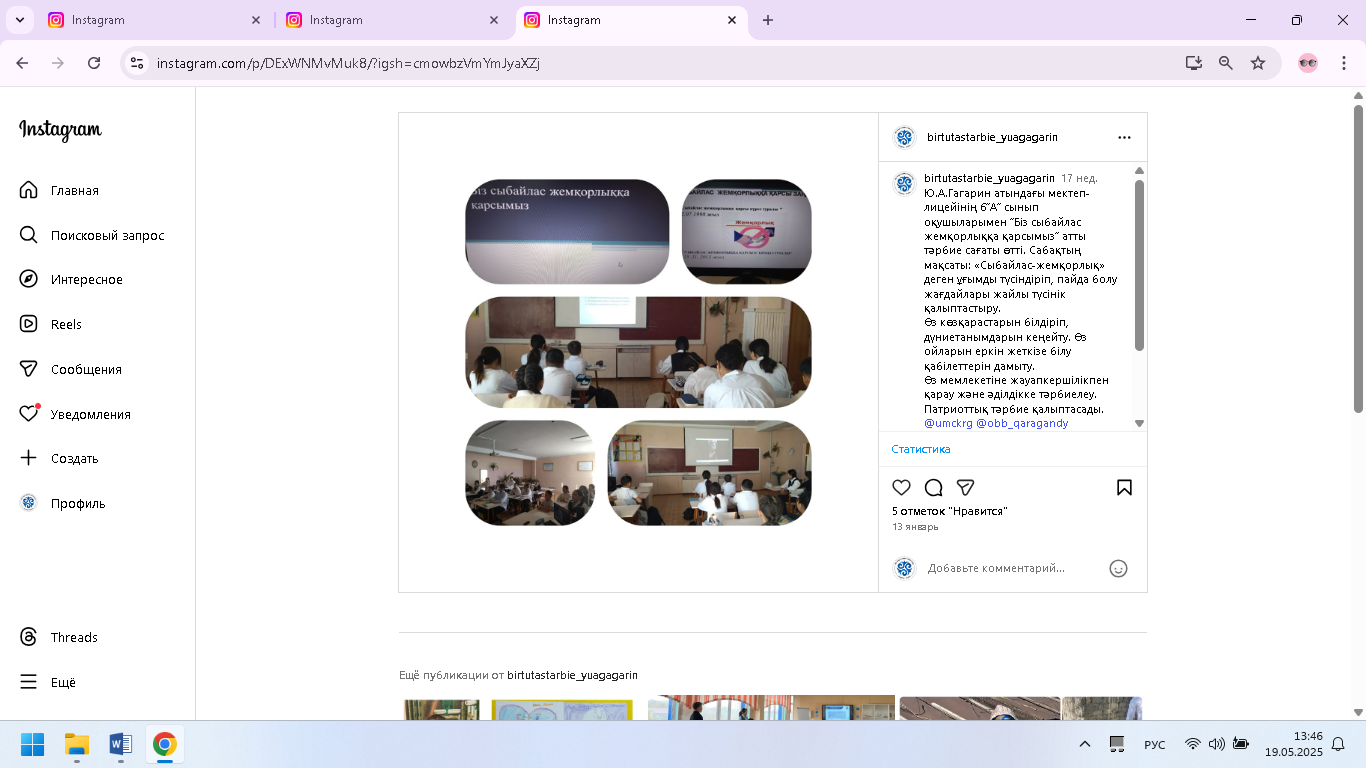 Instagram
Instagram
Instagram
instagram.com/p/DExWNMvMuk8/?igsh=cmowbzVmYmJyaXZj
Instagram
Главная
Поисковый запрос
Интересное
Reels
Сообщения
Уведомления
Создать
Профиль
Threads
Ещё
Біз сыбайлас жемқорлыққа
қарсымыз
Жемқорлық
birtutastarbie_yuagagarin
birtutastarbie_yuagagarin 17 нед.
Ю.А.Гагарин атындағы мектеп-
лицейінің 6"А" сынып
оқушыларымен "Біз сыбайлас
жемқорлыққа қарсымыз" атты
тәрбие сағаты өтті. Сабақтың
мақсаты: «Сыбайлас-жемқорлық»
деген ұғымды түсіндіріп, пайда болу
жағдайлары жайлы түсінік
қалыптастыру.
Өз көзқарастарын білдіріп,
дүниетанымдарын кеңейту. Өз
ойларын еркін жеткізе білу
қабілеттерін дамыту.
Өз мемлекетіне жауапкершілікпен
қарау және әділдікке тәрбиелеу.
Патриоттық тәрбие қалыптасады.
@umckrg @obb_qaragandy
Статистика
5 отметок "Нравится"
13 январь
Добавьте комментарий...
Ещё публикации от birtutastarbie_yuagagarin
РУС
13:46
19.05.2025